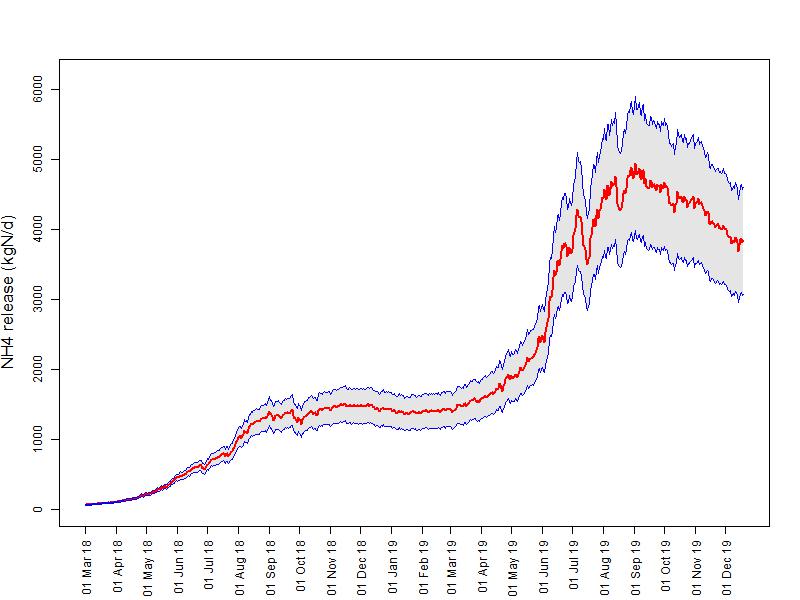 NH4 release (kgN/d)
6000
5000
4000
3000
2000
1000
0
01 Mar 18
01 Apr 18
01 May 18
01 Jun 18
01 Jul 18
01 Aug 18
01 Sep 18
01 Oct 18
01 Nov 18
01 Dec 18
01 Jan 19
01 Feb 19
01 Mar 19
01 Apr 19
01 May 19
01 Jun 19
01 Jul 19
01 Aug 19
01 Sep 19
01 Oct 19
01 Nov 19
01 Dec 19